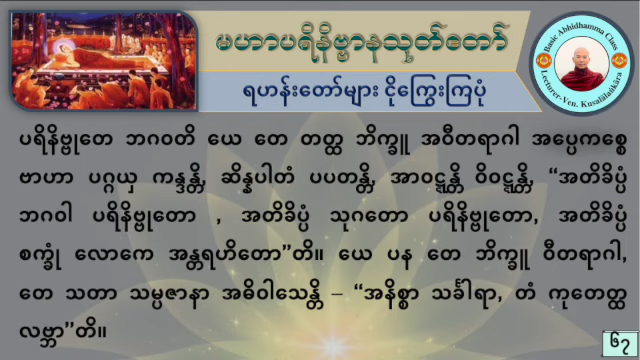 မဟာပရိနိဗ္ဗာနသုတ်တော်
ရဟန်းတော်များ ငိုကြွေးကြပုံ
Basic Abhidhamma Class
Lecturer-Ven. Kusalālaṅkāra
ပရိနိဗ္ဗုတေ ဘဂဝတိ ယေ တေ တတ္ထ ဘိက္ခူ အဝီတရာဂါ အပ္ပေကစ္စေ
ဗာဟာ ပဂ္ဂယှ ကန္ဒန္တိ, ဆိန္နပါတံ ပပတန္တိ, အာဝဋ္ဋန္တိ ဝိဝဋ္ဋန္တိ, “အတိခိပ္ပံ
ဘဂဝါ ပရိနိဗ္ဗုတော , အတိခိပ္ပံ သုဂတော ပရိနိဗ္ဗုတော, အတိခိပ္ပံ
စက္ခုံ လောကေ အန္တရဟိတော”တိ။ ယေ ပန တေ ဘိက္ခူ ဝီတရာဂါ,
တေ သတာ သမ္ပဇာနာ အဓိဝါသေန္တိ – “အနိစ္စာ သင်္ခါရာ, တံ ကုတေတ္ထ
လဗ္ဘာ”တိ။
၆၃